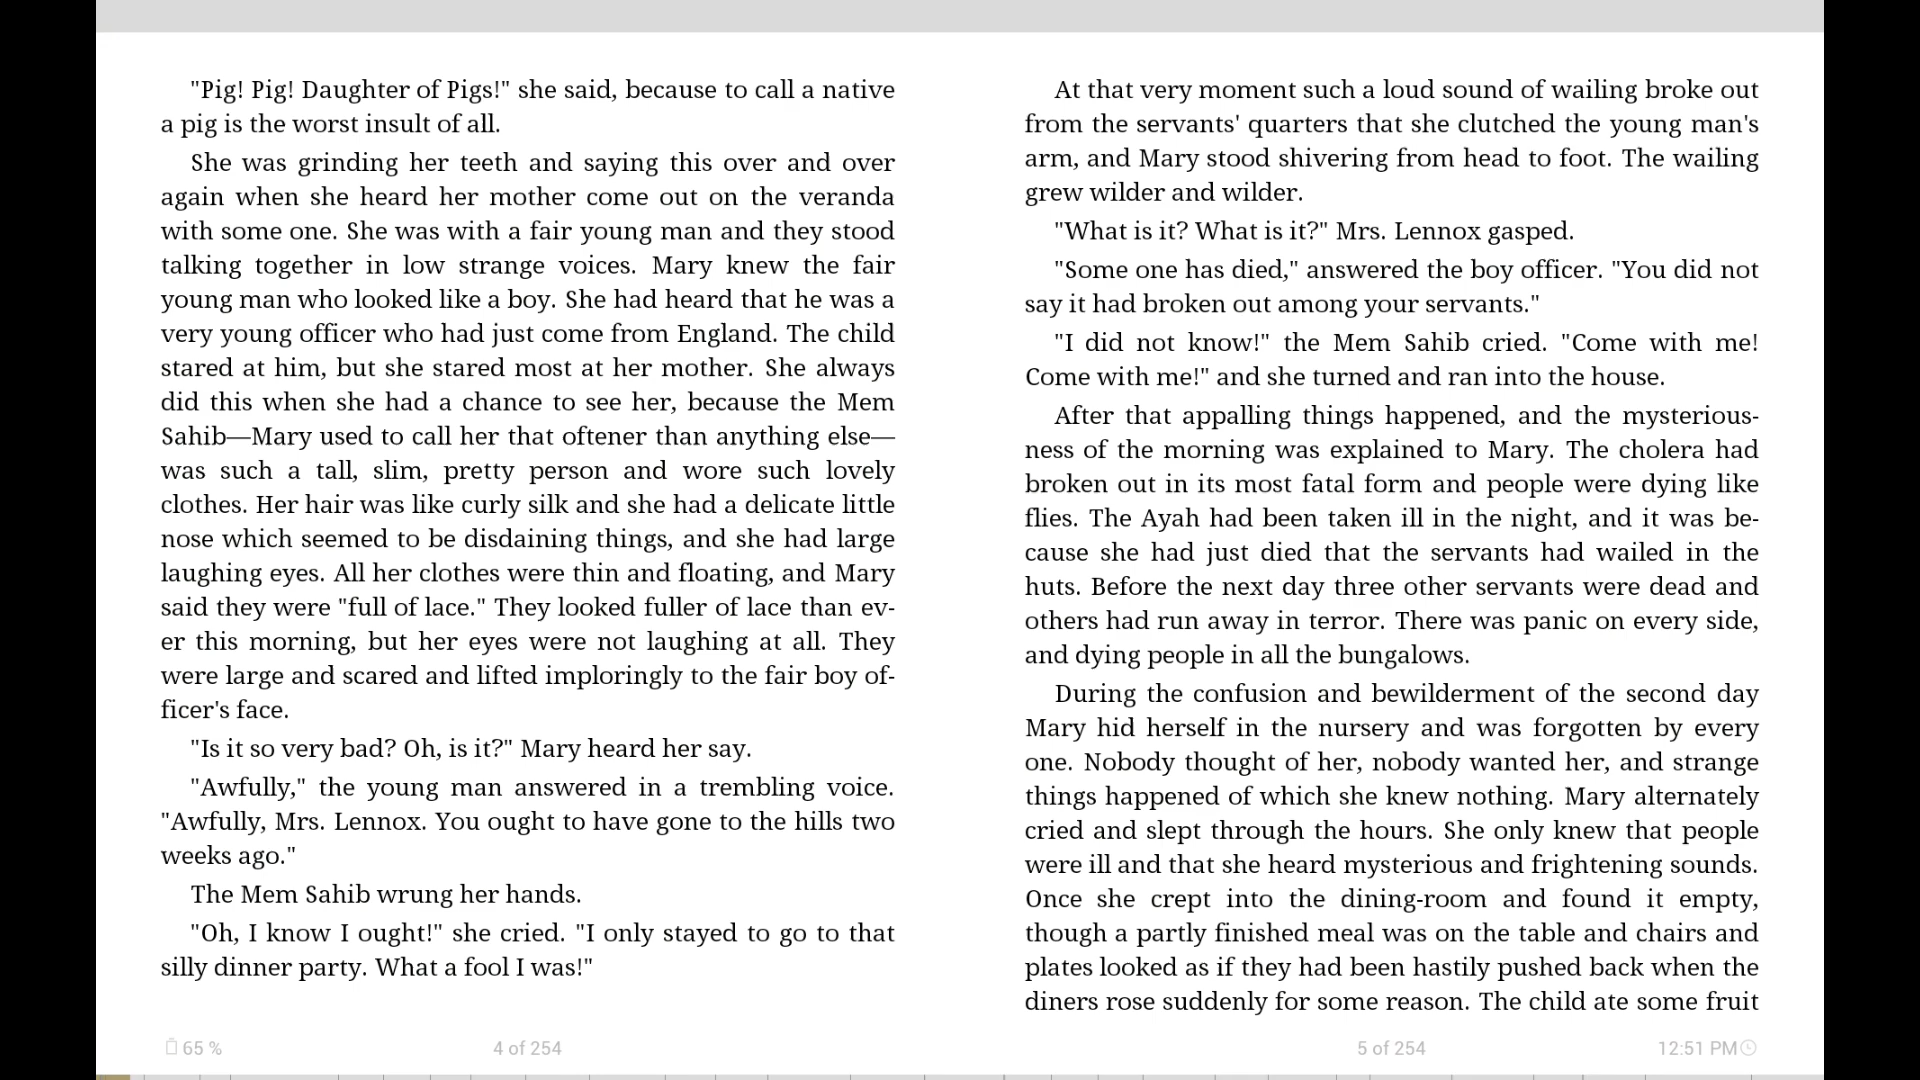 "Pig! Pig! Daughter of Pigs!" she said, because to call a native
a pig is the worst insult of all.
She was grinding her teeth and saying this over and over
again when she heard her mother come out on the veranda
with some one. She was with a fair young man and they stood
talking together in low strange voices. Mary knew the fair
young man who looked like a boy. She had heard that he was a
very young officer who had just come from England. The child
stared at him, but she stared most at her mother. She always
did this when she had a chance to see her, because the Mem
Sahib—Mary used to call her that oftener than anything else—
was such a tall, slim, pretty person and wore such lovely
clothes. Her hair was like curly silk and she had a delicate little
nose which seemed to be disdaining things, and she had large
laughing eyes. All her clothes were thin and floating, and Mary
said they were "full of lace." They looked fuller of lace than ev-
er this morning, but her eyes were not laughing at all. They
were large and scared and lifted imploringly to the fair boy of-
ficer's face.
"Is it so very bad? Oh, is it?" Mary heard her say.
"Awfully," the young man answered in a trembling voice.
"Awfully, Mrs. Lennox. You ought to have gone to the hills two
weeks ago."
The Mem Sahib wrung her hands.
"Oh, I know I ought!" she cried. "I only stayed to go to that
silly dinner party. What a fool I was!"
At that very moment such a loud sound of wailing broke out
from the servants' quarters that she clutched the young man's
arm, and Mary stood shivering from head to foot. The wailing
grew wilder and wilder.
"What is it? What is it?" Mrs. Lennox gasped.
"Some one has died," answered the boy officer. "You did not
say it had broken out among your servants."
"I did not know!" the Mem Sahib cried. "Come with me!
Come with me!" and she turned and ran into the house.
After that appalling things happened, and the mysterious-
ness of the morning was explained to Mary. The cholera had
broken out in its most fatal form and people were dying like
flies. The Ayah had been taken ill in the night, and it was be-
cause she had just died that the servants had wailed in the
huts. Before the next day three other servants were dead and
others had run away in terror. There was panic on every side,
and dying people in all the bungalows.
During the confusion and bewilderment of the second day
Mary hid herself in the nursery and was forgotten by every
one. Nobody thought of her, nobody wanted her, and strange
things happened of which she knew nothing. Mary alternately
cried and slept through the hours. She only knew that people
were ill and that she heard mysterious and frightening sounds.
Once she crept into the dining-room and found it empty,
though a partly finished meal was on the table and chairs and
plates looked as if they had been hastily pushed back when the
diners rose suddenly for some reason. The child ate some fruit
65 %
4 of 254
5 of 254
12:51 PM